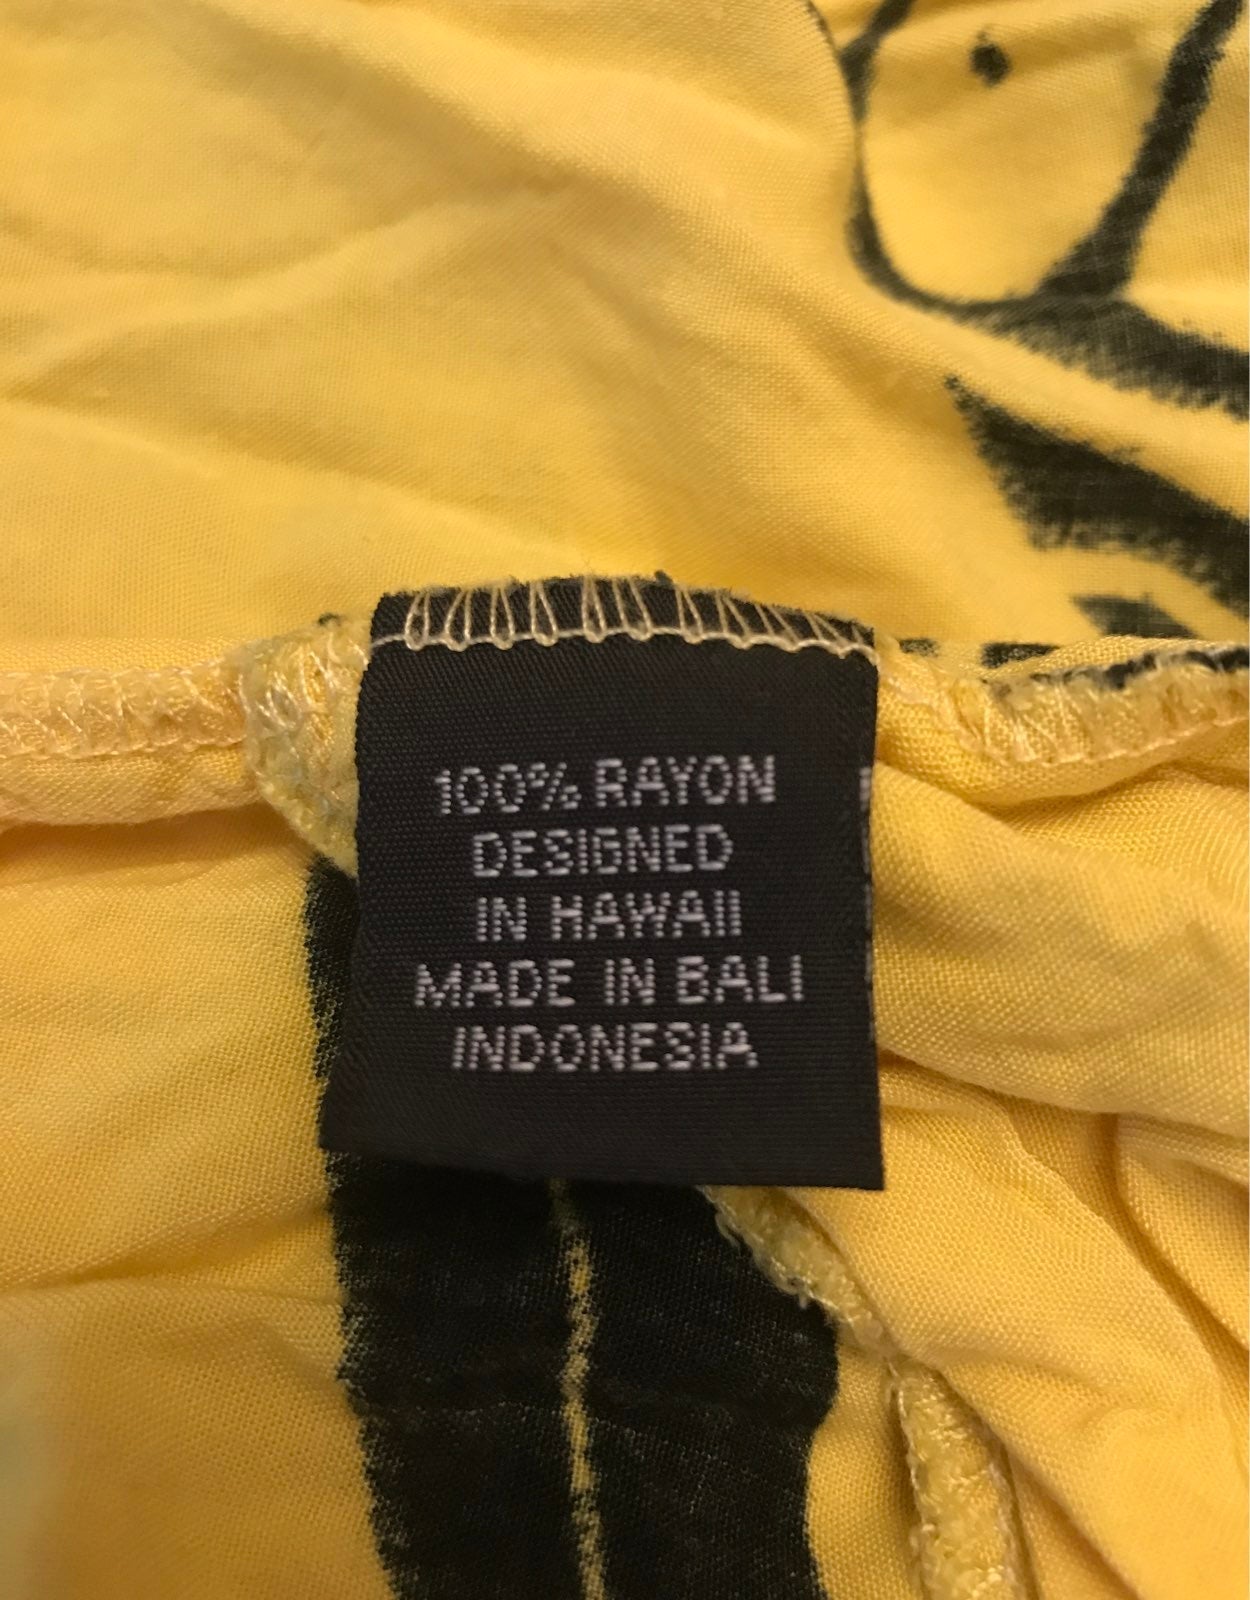 100% RAYON
DESIGNED
IN HAWAII
MADE IN BALI
INDONESIA